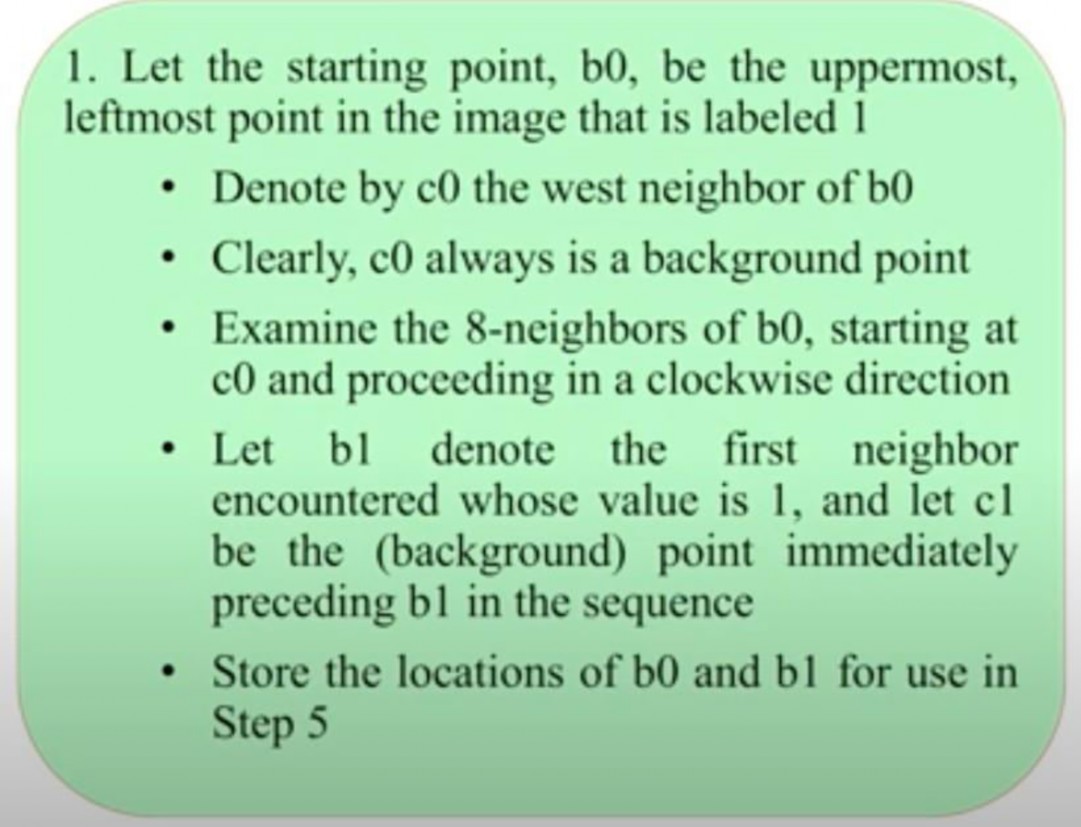 1. Let the starting point, b0, be the uppermost,
leftmost point in the image that is labeled 1
• Denote by c0 the west neighbor of b0
• Clearly, c0 always is a background point
• Examine the 8-neighbors of b0, starting at
c0 and proceeding in a clockwise direction
• Let b1 denote the first neighbor
encountered whose value is 1, and let c1
be the (background) point immediately
preceding b1 in the sequence
• Store the locations of b0 and b1 for use in
Step 5